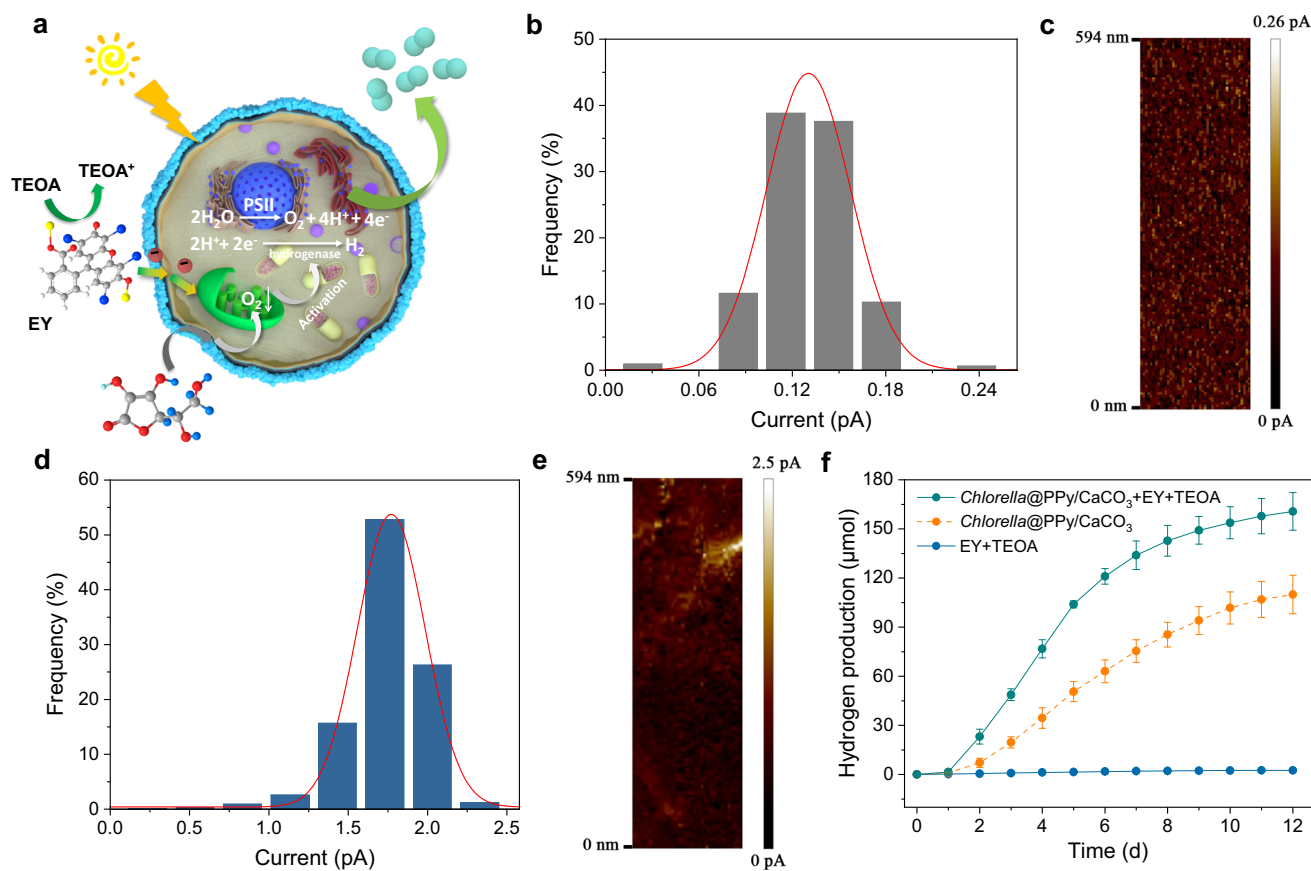 a
TEOA
TEOA⁺
EY
PSII
2H₂O → O₂ + 4H⁺ + 4e⁻
2H⁺ + 2e⁻ → H₂
hydrogenase
O₂ ↓
Activation
b
50
40
30
20
10
0
Frequency (%)
0.00 0.06 0.12 0.18 0.24
Current (pA)
c
0.26 pA
594 nm
0 nm
0 pA
d
60
50
40
30
20
10
0
Frequency (%)
0.0 0.5 1.0 1.5 2.0 2.5
Current (pA)
e
2.5 pA
594 nm
0 nm
0 pA
f
180
150
120
90
60
30
0
Hydrogen production (μmol)
Chlorella@PPy/CaCO₃+EY+TEOA
Chlorella@PPy/CaCO₃
EY+TEOA
0 2 4 6 8 10 12
Time (d)